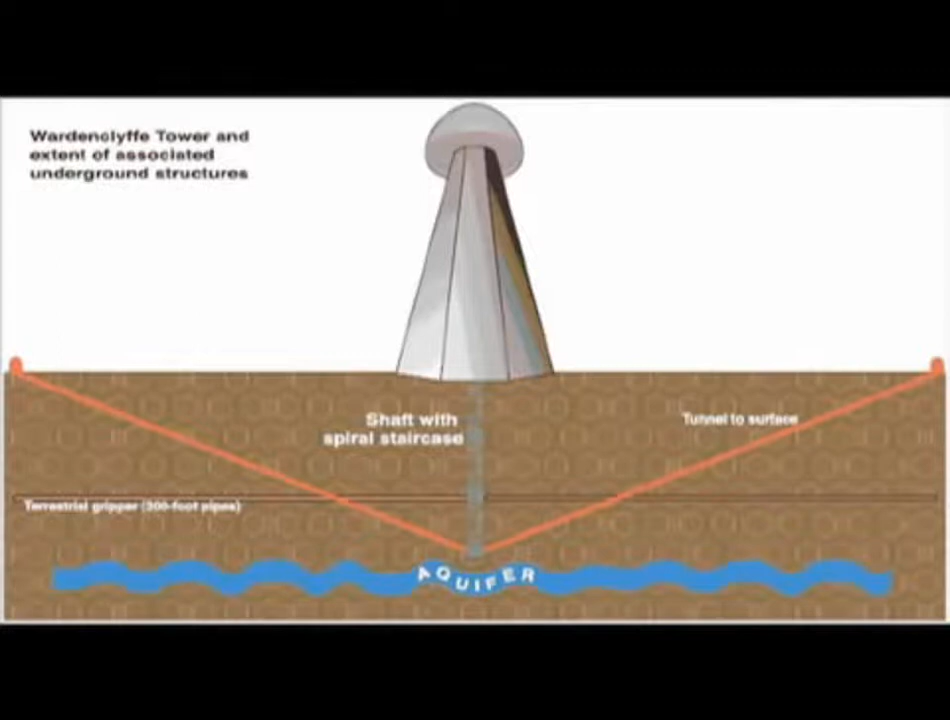 Wardenclyffe Tower and
extent of associated
underground structures
Shaft with
spiral staircase
Tunnel to surface
Terrestrial gripper (300-foot pipes)
AQUIFER